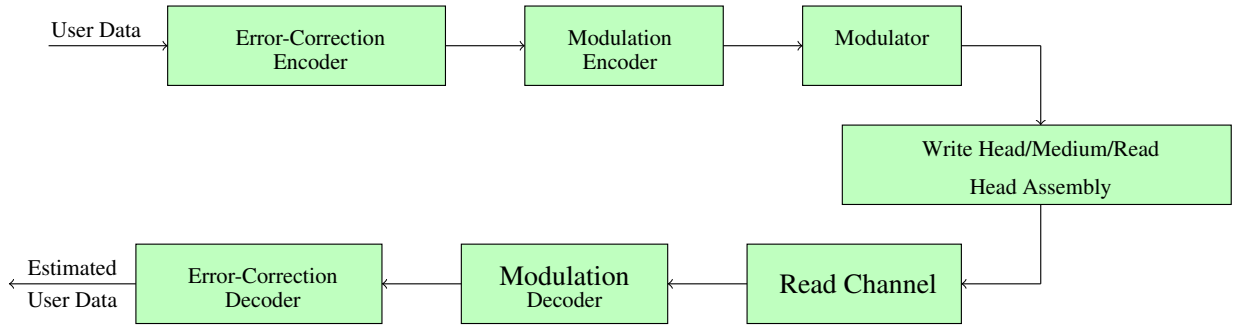 User Data
Error-Correction
Encoder
Modulation
Encoder
Modulator
Write Head/Medium/Read
Head Assembly
Estimated
User Data
Error-Correction
Decoder
Modulation
Decoder
Read Channel